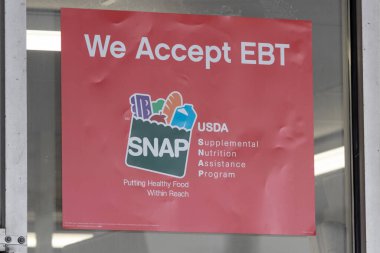 We Accept EBT
SNAP
USDA
Supplemental
Nutrition
Assistance
Program
Putting Healthy Food
Within Reach